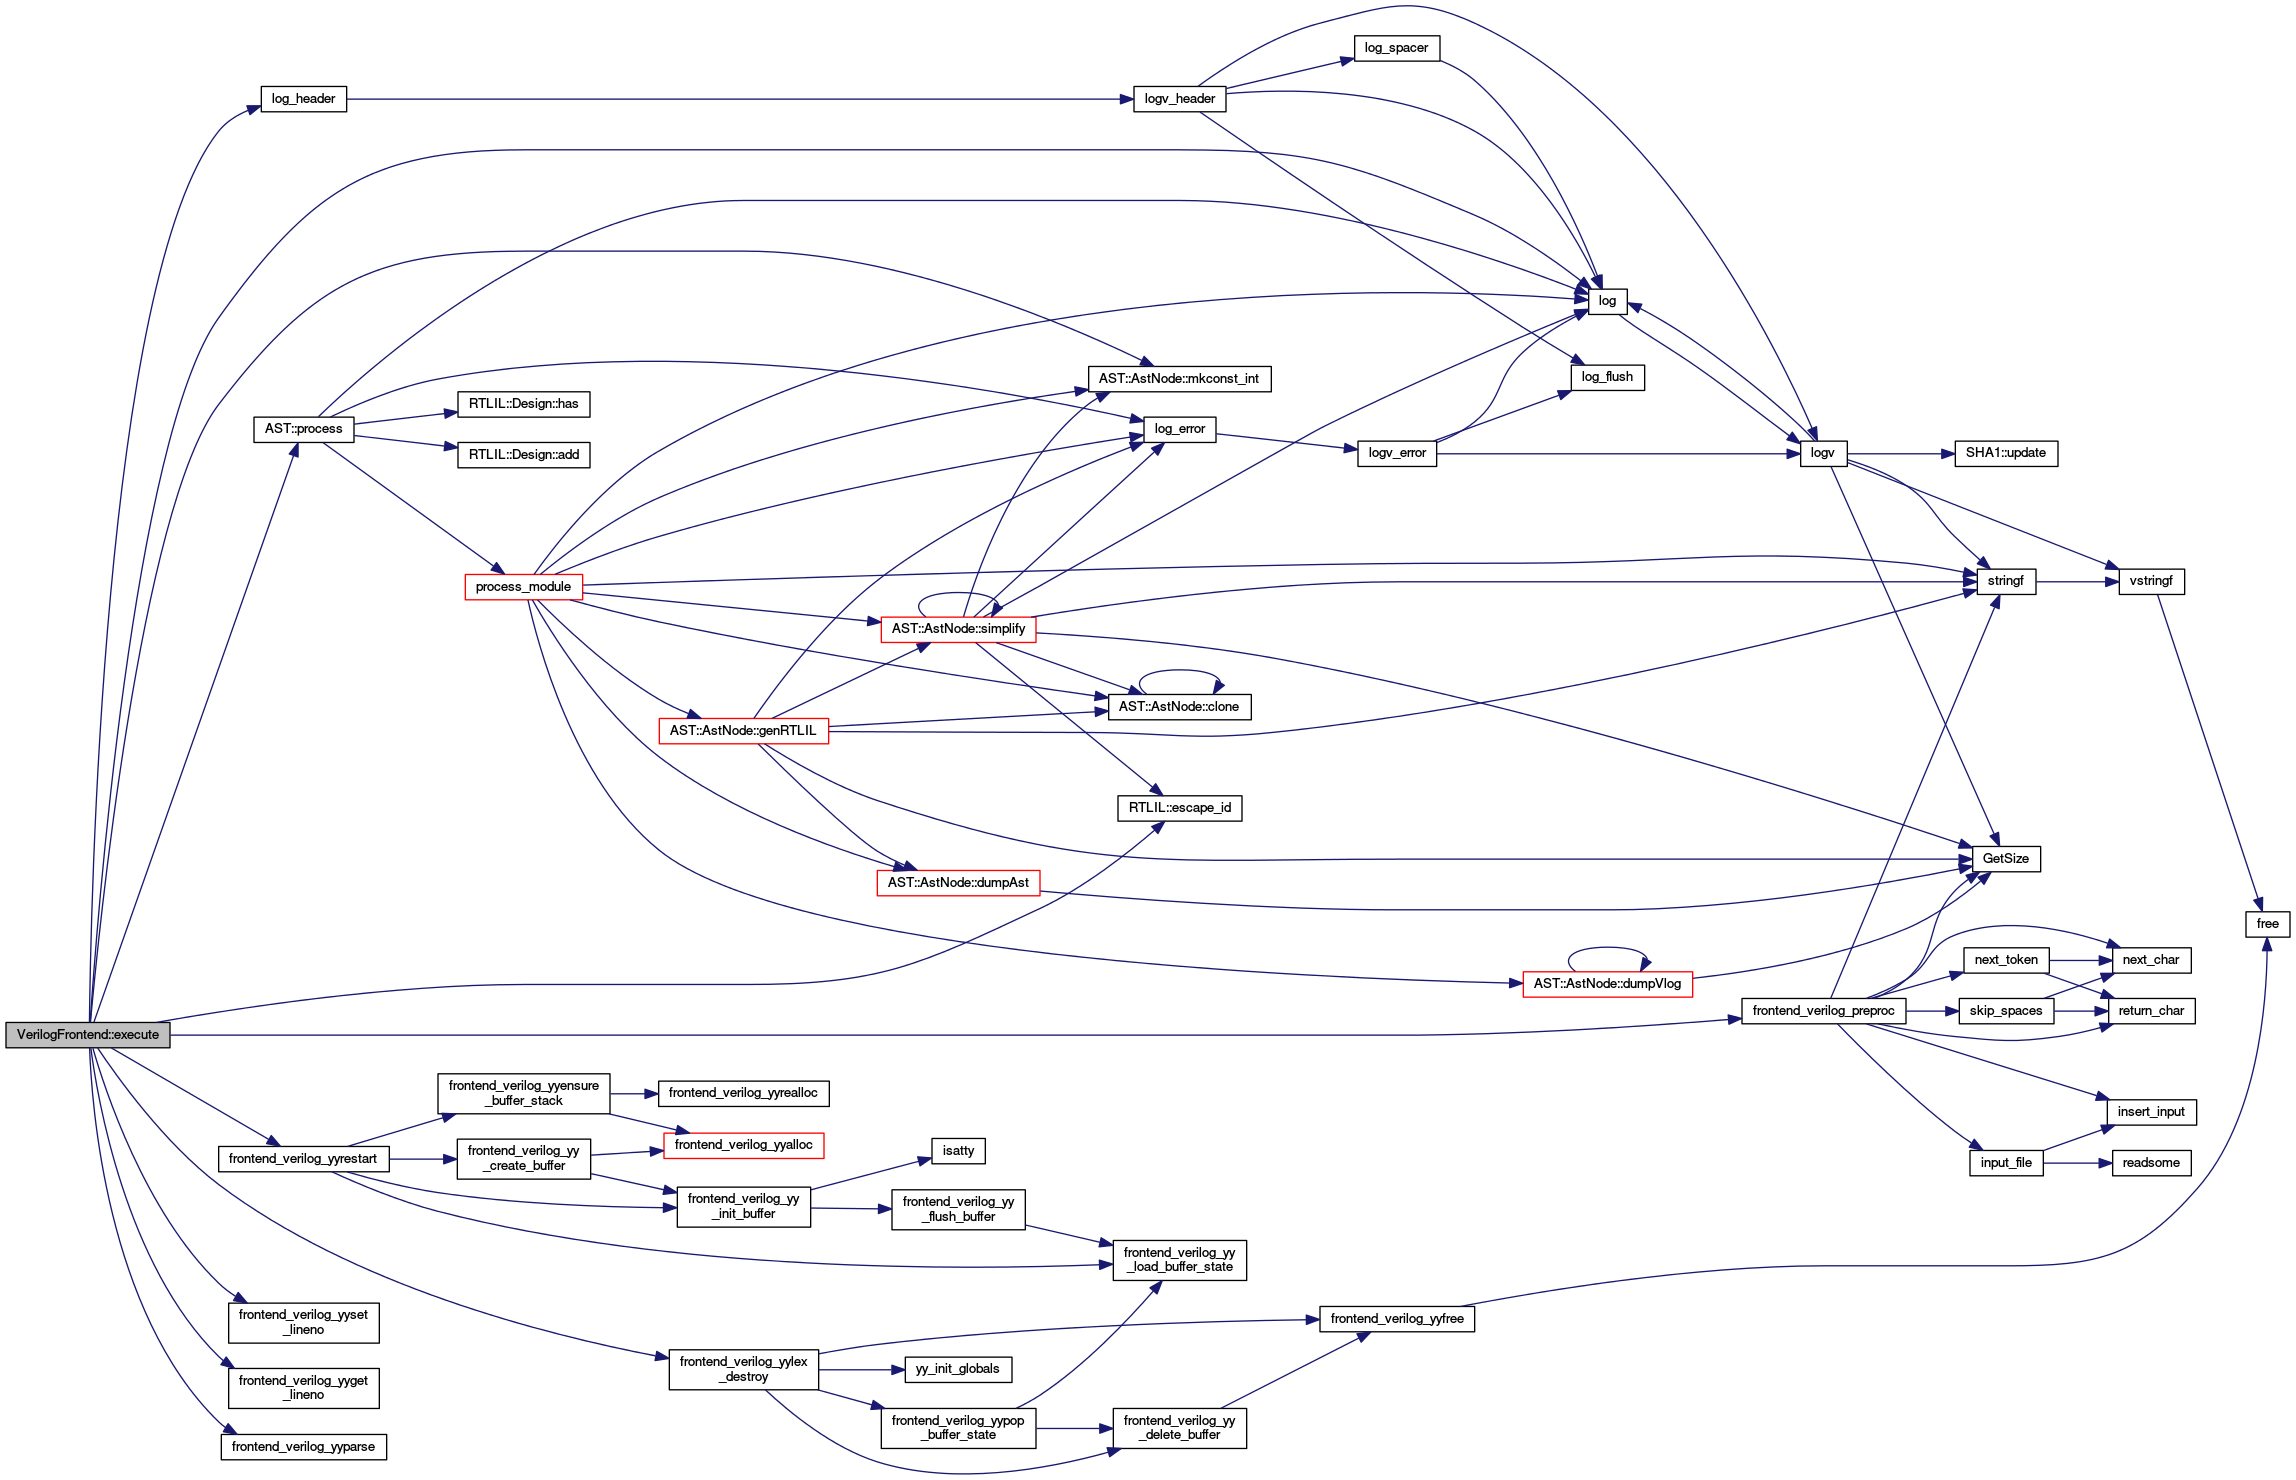 log_spacer
log_header
logv_header
log
AST::AstNode::mkconst_int
log_flush
RTLIL::Design::has
AST::process
log_error
RTLIL::Design::add
logv_error
logv
SHA1::update
process_module
stringf
vstringf
AST::AstNode::simplify
AST::AstNode::clone
AST::AstNode::genRTLIL
RTLIL::escape_id
GetSize
AST::AstNode::dumpAst
free
next_token
next_char
AST::AstNode::dumpVlog
frontend_verilog_preproc
skip_spaces
return_char
VerilogFrontend::execute
frontend_verilog_yyensure
_buffer_stack
frontend_verilog_yyrealloc
insert_input
frontend_verilog_yyalloc
frontend_verilog_yyrestart
frontend_verilog_yy
_create_buffer
isatty
input_file
readsome
frontend_verilog_yy
_init_buffer
frontend_verilog_yy
_flush_buffer
frontend_verilog_yy
_load_buffer_state
frontend_verilog_yyset
_lineno
frontend_verilog_yyfree
frontend_verilog_yylex
_destroy
yy_init_globals
frontend_verilog_yyget
_lineno
frontend_verilog_yypop
_buffer_state
frontend_verilog_yy
_delete_buffer
frontend_verilog_yyparse